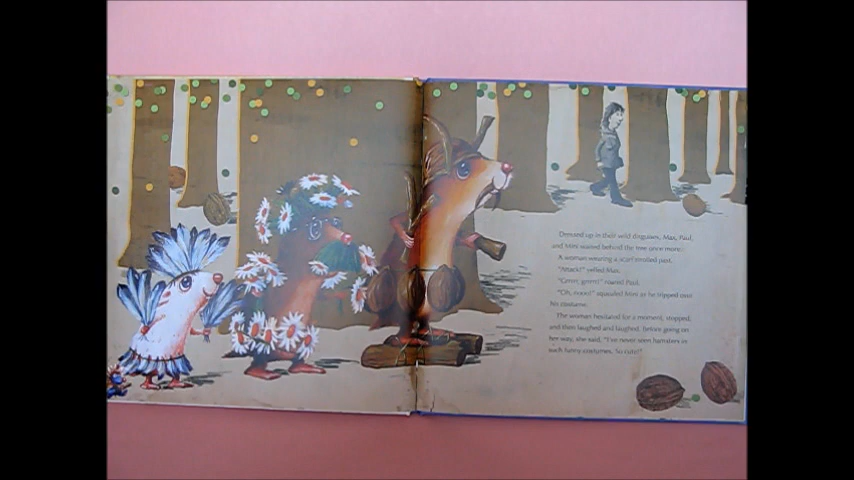 Dressed up in their wild disguises, Max, Paul,
and Mini waited behind the tree once more.
A woman wearing a scarf strolled past.
"Attack!" yelled Max.
"Grrrr, grrrr!" roared Paul.
"Oh, nooo!" squealed Mini as he tripped over
his costume.
The woman hesitated for a moment, stopped,
and then laughed and laughed. Before going on
her way, she said, "I've never seen hamsters in
such funny costumes. So cute!"